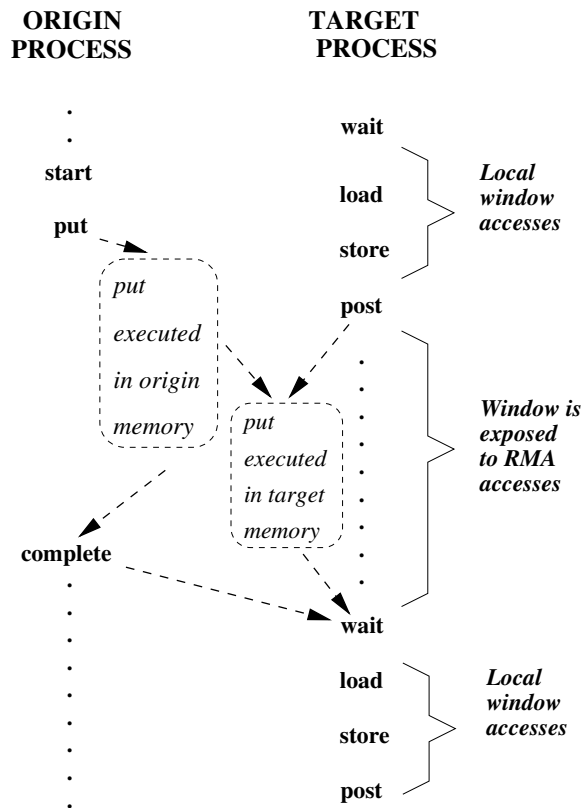 ORIGIN
PROCESS
TARGET
PROCESS
start
put
put
executed
in origin
memory
complete
wait
load
store
post
put
executed
in target
memory
wait
load
store
post
Local
window
accesses
Window is
exposed
to RMA
accesses
Local
window
accesses